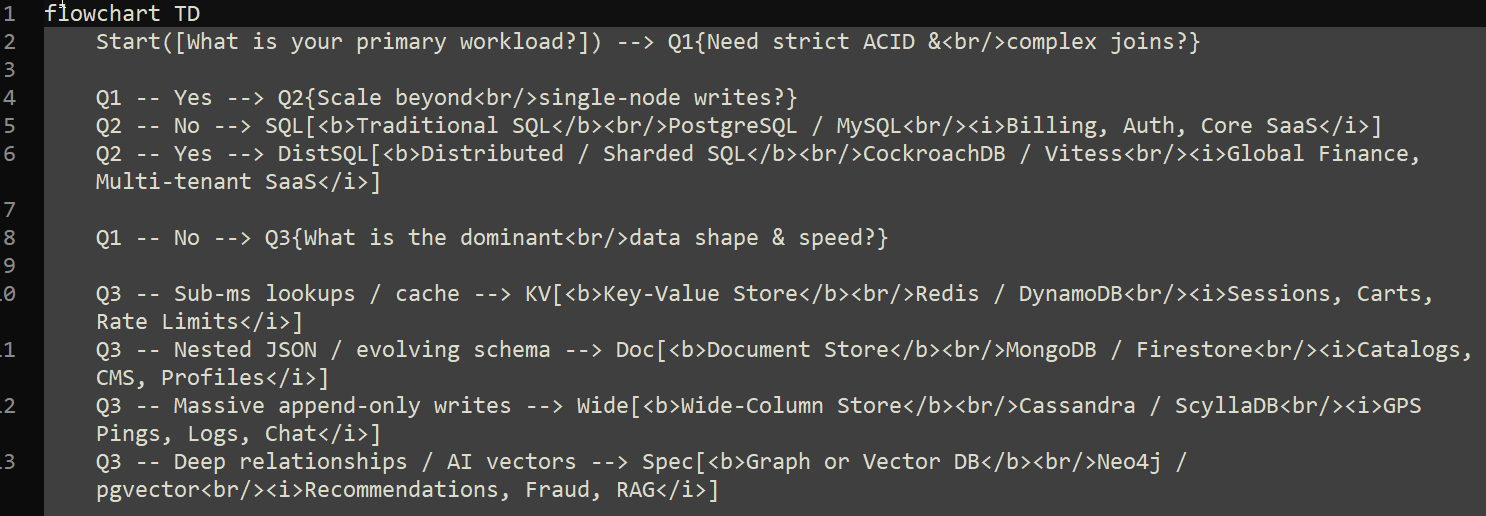 1 flowchart TD
2 Start([What is your primary workload?]) --> Q1{Need strict ACID &<br/>complex joins?}
3
4 Q1 -- Yes --> Q2{Scale beyond<br/>single-node writes?}
5 Q2 -- No --> SQL[<b>Traditional SQL</b><br/>PostgreSQL / MySQL<br/><i>Billing, Auth, Core SaaS</i>]
6 Q2 -- Yes --> DistSQL[<b>Distributed / Sharded SQL</b><br/>CockroachDB / Vitess<br/><i>Global Finance,
Multi-tenant SaaS</i>]
7
8 Q1 -- No --> Q3{What is the dominant<br/>data shape & speed?}
9
.0 Q3 -- Sub-ms lookups / cache --> KV[<b>Key-Value Store</b><br/>Redis / DynamoDB<br/><i>Sessions, Carts,
Rate Limits</i>]
.1 Q3 -- Nested JSON / evolving schema --> Doc[<b>Document Store</b><br/>MongoDB / Firestore<br/><i>Catalogs,
CMS, Profiles</i>]
.2 Q3 -- Massive append-only writes --> Wide[<b>Wide-Column Store</b><br/>Cassandra / ScyllaDB<br/><i>GPS
Pings, Logs, Chat</i>]
.3 Q3 -- Deep relationships / AI vectors --> Spec[<b>Graph or Vector DB</b><br/>Neo4j /
pgvector<br/><i>Recommendations, Fraud, RAG</i>]